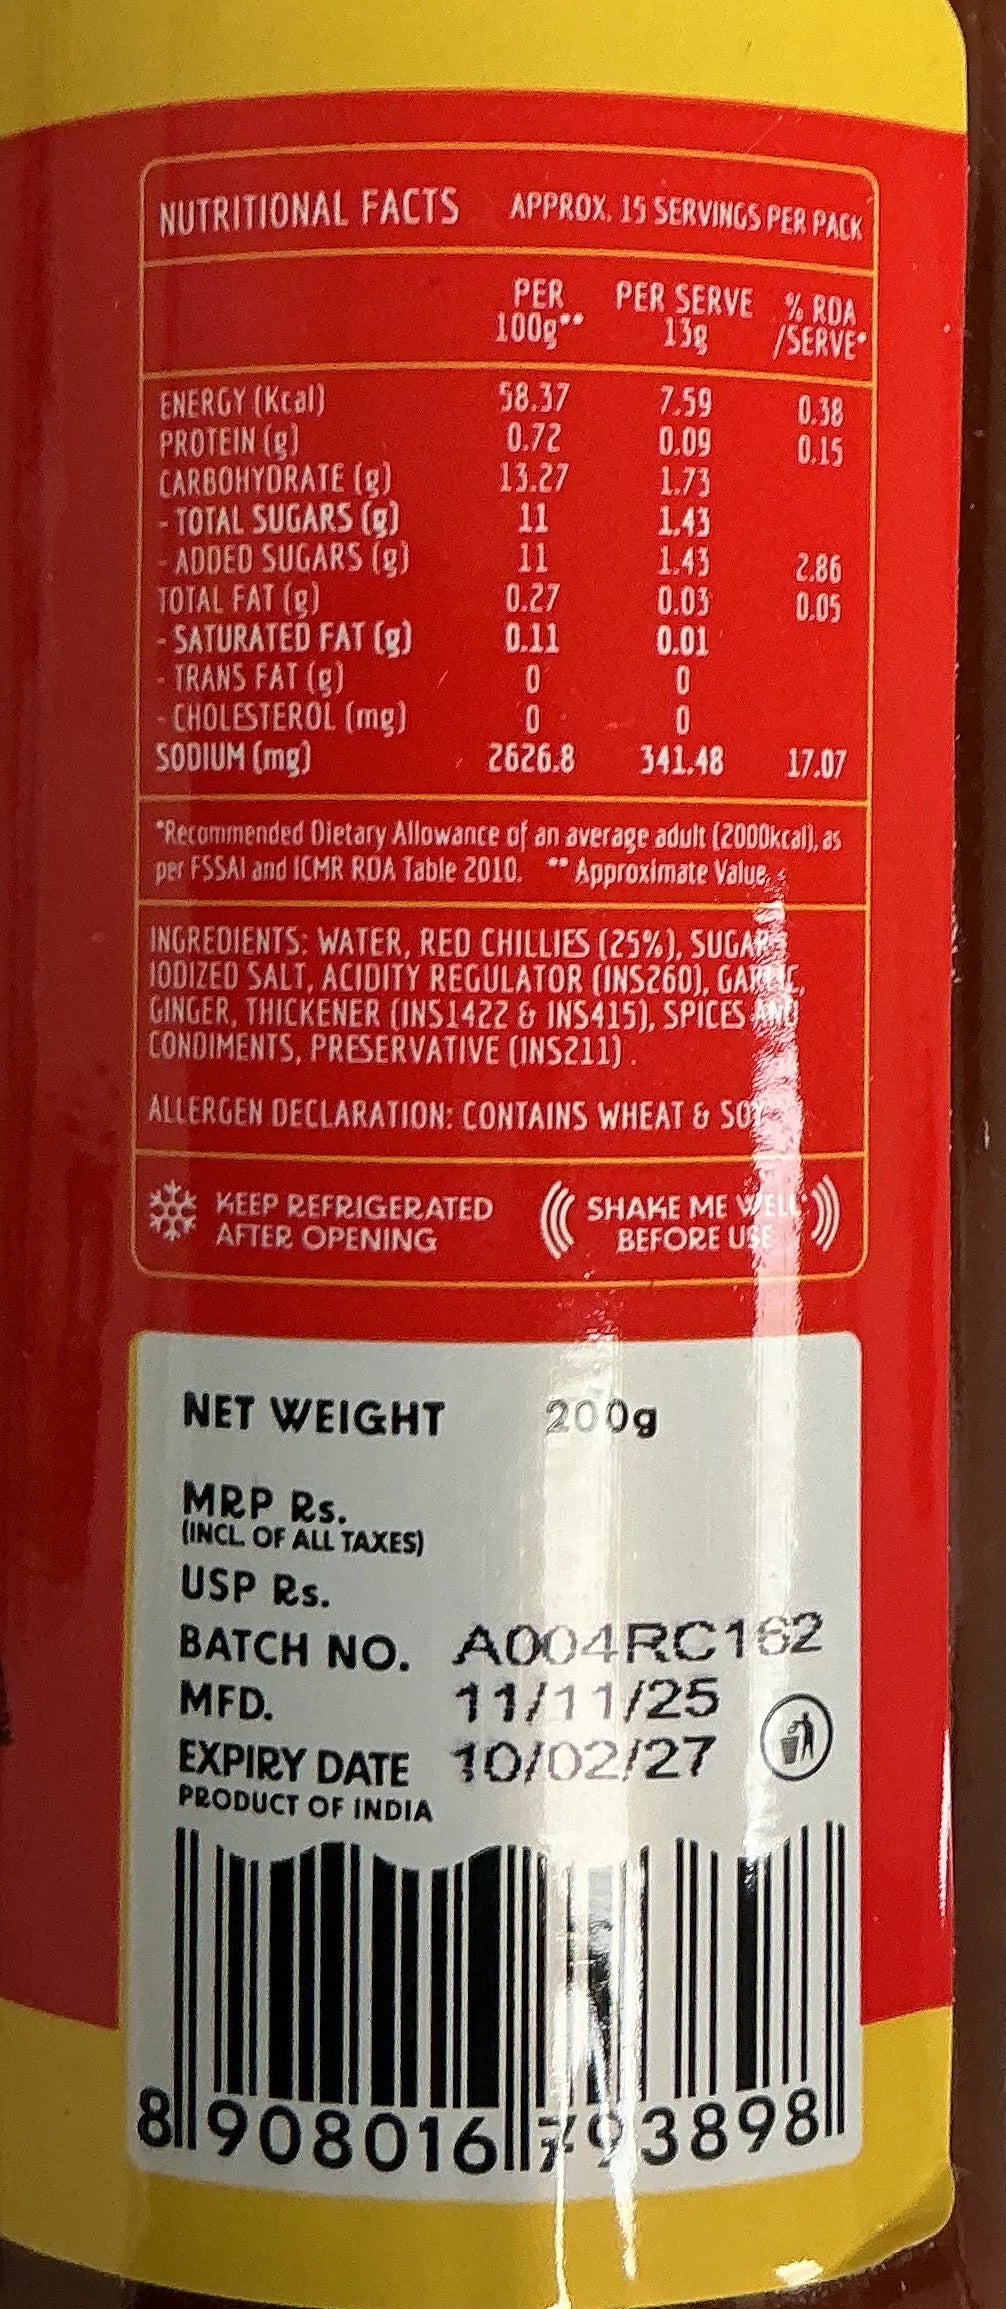 NUTRITIONAL FACTS APPROX. 15 SERVINGS PER PACK
PER 100g** PER SERVE 13g % RDA /SERVE*
ENERGY (Kcal) 58.37 7.59 0.38
PROTEIN (g) 0.72 0.09 0.15
CARBOHYDRATE (g) 13.27 1.73
- TOTAL SUGARS (g) 11 1.43
- ADDED SUGARS (g) 11 1.43 2.86
TOTAL FAT (g) 0.27 0.03 0.05
- SATURATED FAT (g) 0.11 0.01
- TRANS FAT (g) 0 0
- CHOLESTEROL (mg) 0 0
SODIUM (mg) 2626.8 341.48 17.07
*Recommended Dietary Allowance of an average adult (2000kcal), as
per FSSAI and ICMR RDA Table 2010. ** Approximate Value.
INGREDIENTS: WATER, RED CHILLIES (25%), SUGAR,
IODIZED SALT, ACIDITY REGULATOR (INS260), GARLIC,
GINGER, THICKENER (INS1422 & INS415), SPICES AND
CONDIMENTS, PRESERVATIVE (INS211).
ALLERGEN DECLARATION: CONTAINS WHEAT & SOY
KEEP REFRIGERATED
AFTER OPENING
SHAKE ME WELL
BEFORE USE
NET WEIGHT 200g
MRP Rs.
(INCL. OF ALL TAXES)
USP Rs.
BATCH NO. A004RC162
MFD. 11/11/25
EXPIRY DATE 10/02/27
PRODUCT OF INDIA
8 908016 793898